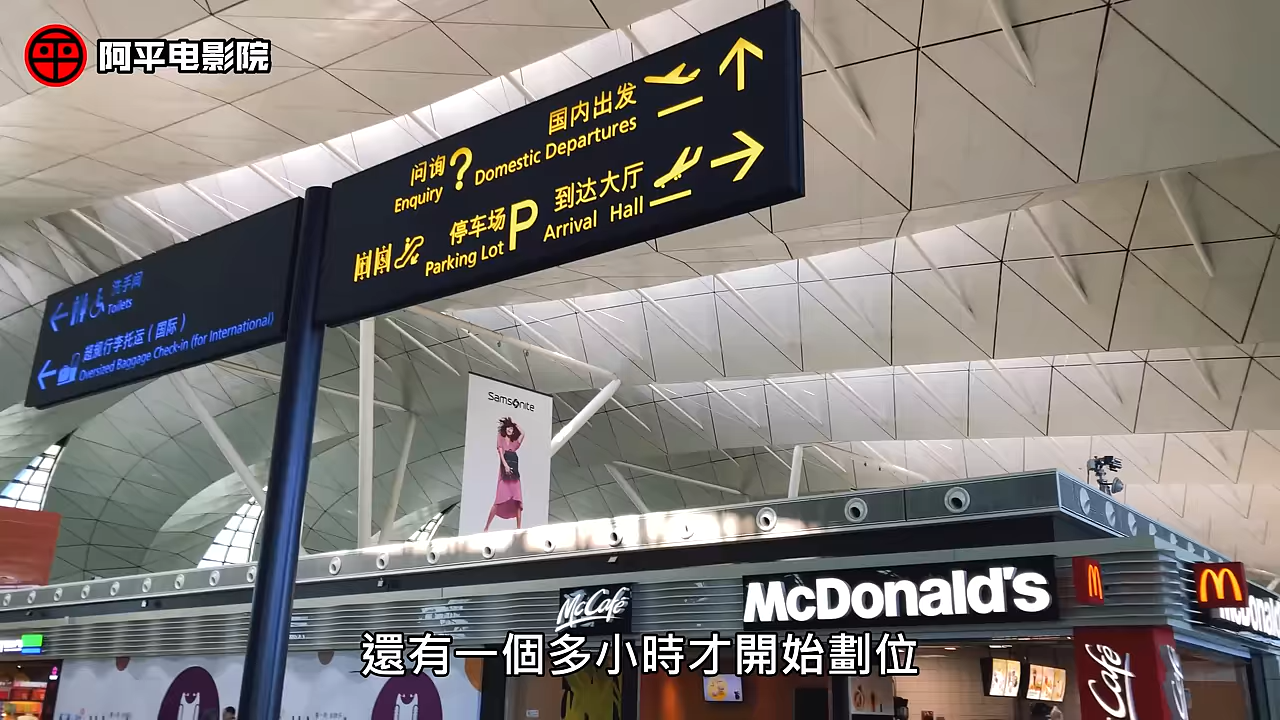 阿平电影院
国内出发
Domestic Departures
问询
Enquiry
?
到达大厅
Arrival Hall
停车场
Parking Lot
P
洗手间
Toilets
超规行李托运（国际）
Oversized Baggage Check-in (for International)
Samsonite
McCafé
McDonald's
McDonald
Café
還有一個多小時才開始劃位